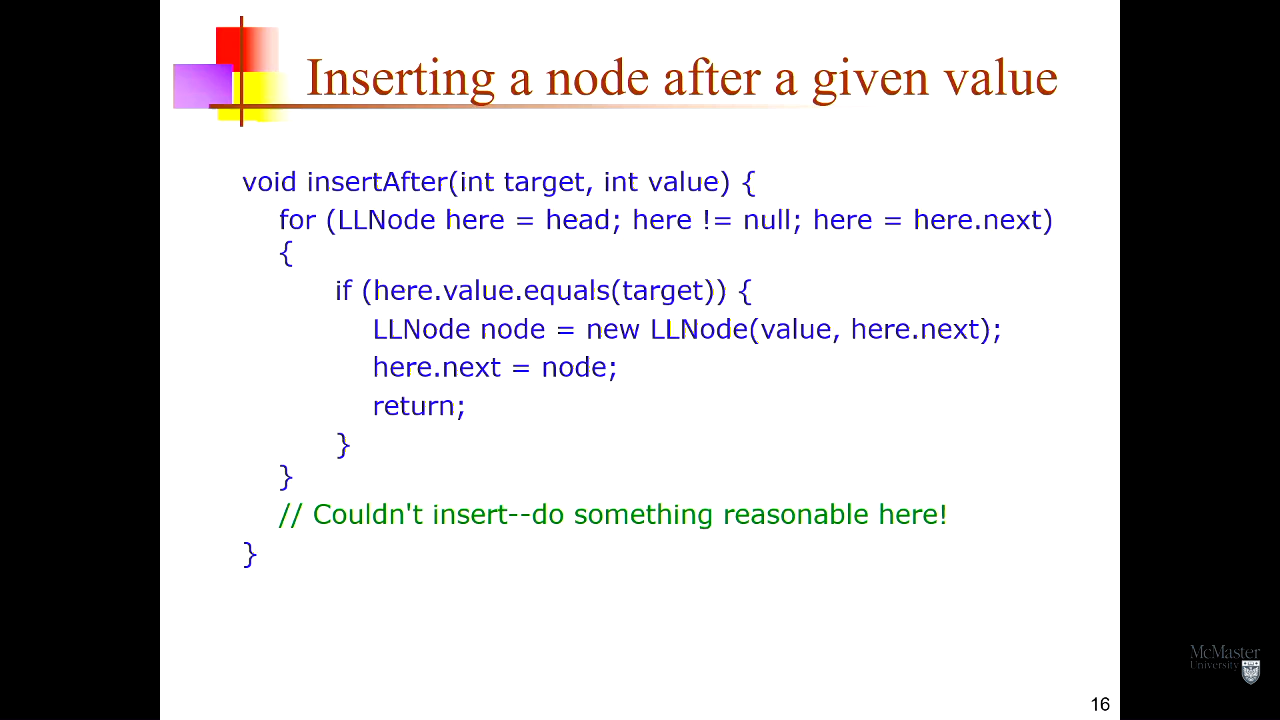 Inserting a node after a given value
void insertAfter(int target, int value) {
for (LLNode here = head; here != null; here = here.next)
{
if (here.value.equals(target)) {
LLNode node = new LLNode(value, here.next);
here.next = node;
return;
}
}
// Couldn't insert--do something reasonable here!
}
McMaster
University
16